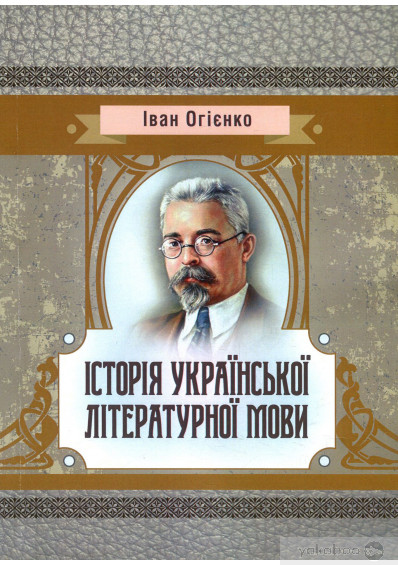 Іван Огієнко
ІСТОРІЯ УКРАЇНСЬКОЇ
ЛІТЕРАТУРНОЇ МОВИ